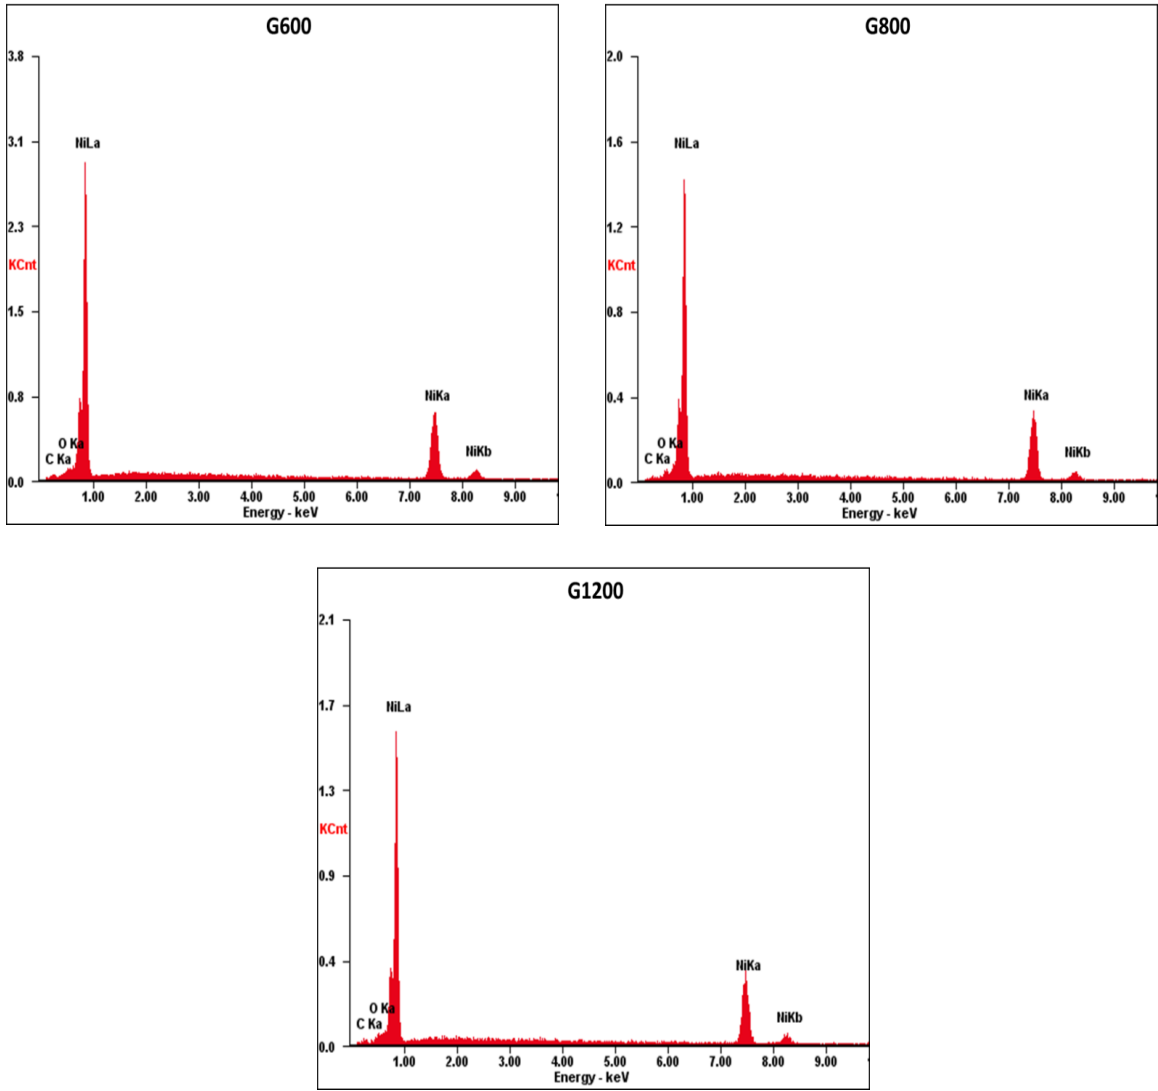 G600
3.8
3.1
NiLa
2.3
KCnt
1.5
0.8
NiKa
O Ka
NiKb
C Ka
0.0
1.00 2.00 3.00 4.00 5.00 6.00 7.00 8.00 9.00
Energy - keV
G800
2.0
1.6
NiLa
1.2
KCnt
0.8
0.4
NiKa
O Ka
NiKb
C Ka
0.0
1.00 2.00 3.00 4.00 5.00 6.00 7.00 8.00 9.00
Energy - keV
G1200
2.1
1.7
NiLa
1.3
KCnt
0.9
0.4
NiKa
O Ka
NiKb
C Ka
0.0
1.00 2.00 3.00 4.00 5.00 6.00 7.00 8.00 9.00
Energy - keV